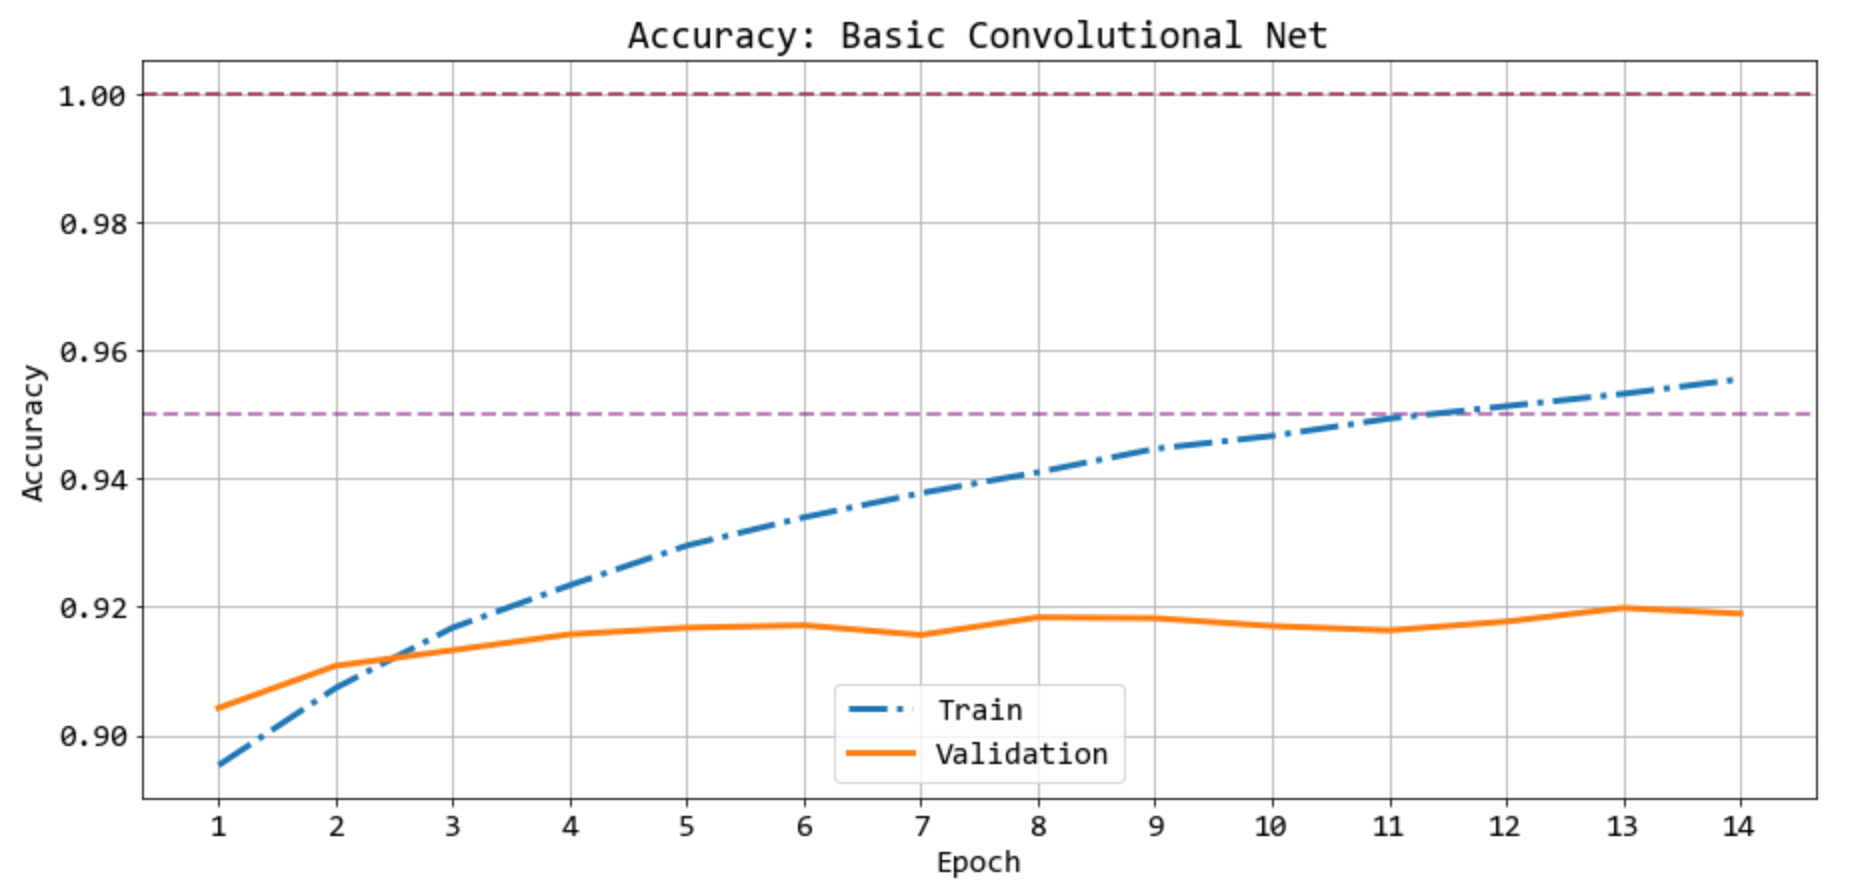 Accuracy: Basic Convolutional Net
1.00
0.98
0.96
0.94
0.92
0.90
Accuracy
Train
Validation
1 2 3 4 5 6 7 8 9 10 11 12 13 14
Epoch